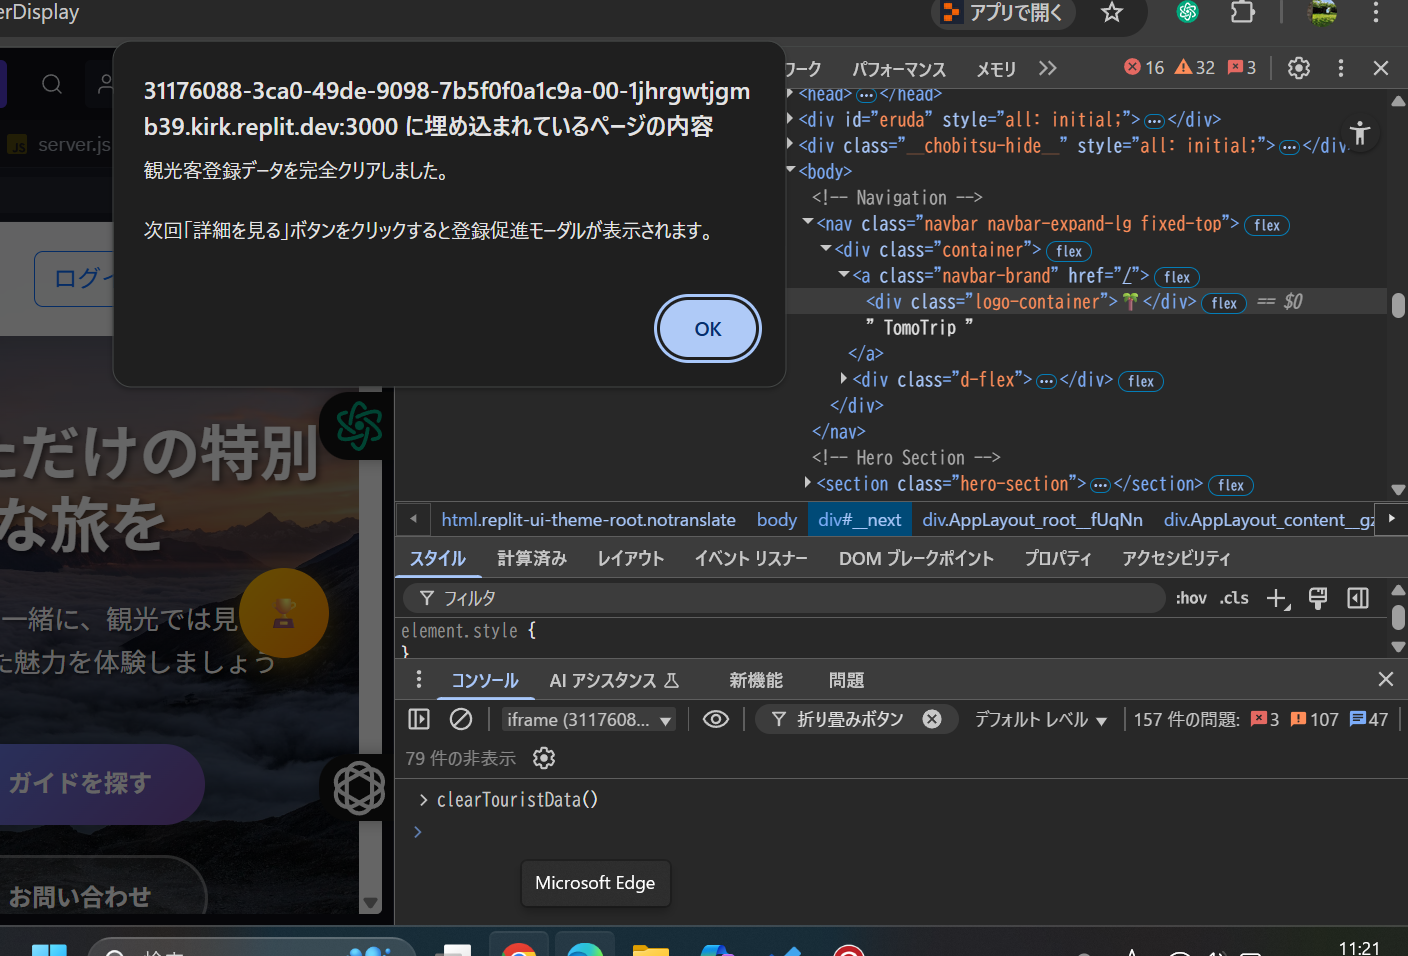 erDisplay
アプリで開く
31176088-3ca0-49de-9098-7b5f0f0a1c9a-00-1jhrgwtjgm
b39.kirk.replit.dev:3000 に埋め込まれているページの内容
観光客登録データを完全クリアしました。
次回「詳細を見る」ボタンをクリックすると登録促進モーダルが表示されます。
OK
JS server.js
ログイ
ただけの特別
な旅を
一緒に、観光では見
た魅力を体験しましょう
ガイドを探す
お問い合わせ
ワーク パフォーマンス メモリ 16 32 3
<head> ⋯ </head>
<div id="eruda" style="all: initial;"> ⋯ </div>
<div class="__chobitsu-hide__" style="all: initial;"> ⋯ </div>
<body>
<!-- Navigation -->
<nav class="navbar navbar-expand-lg fixed-top"> flex
<div class="container"> flex
<a class="navbar-brand" href="/"> flex
<div class="logo-container">🌴</div> flex == $0
" TomoTrip "
</a>
<div class="d-flex"> ⋯ </div> flex
</div>
</nav>
<!-- Hero Section -->
<section class="hero-section"> ⋯ </section> flex
html.replit-ui-theme-root.notranslate body div#__next div.AppLayout_root__fUqNn div.AppLayout_content__gz
スタイル 計算済み レイアウト イベント リスナー DOM ブレークポイント プロパティ アクセシビリティ
フィルタ :hov .cls
element.style {
}
コンソール AI アシスタンス 新機能 問題
iframe (3117608... 折り畳みボタン デフォルト レベル 157 件の問題: 3 107 47
79 件の非表示
> clearTouristData()
>
Microsoft Edge
検索
11:21